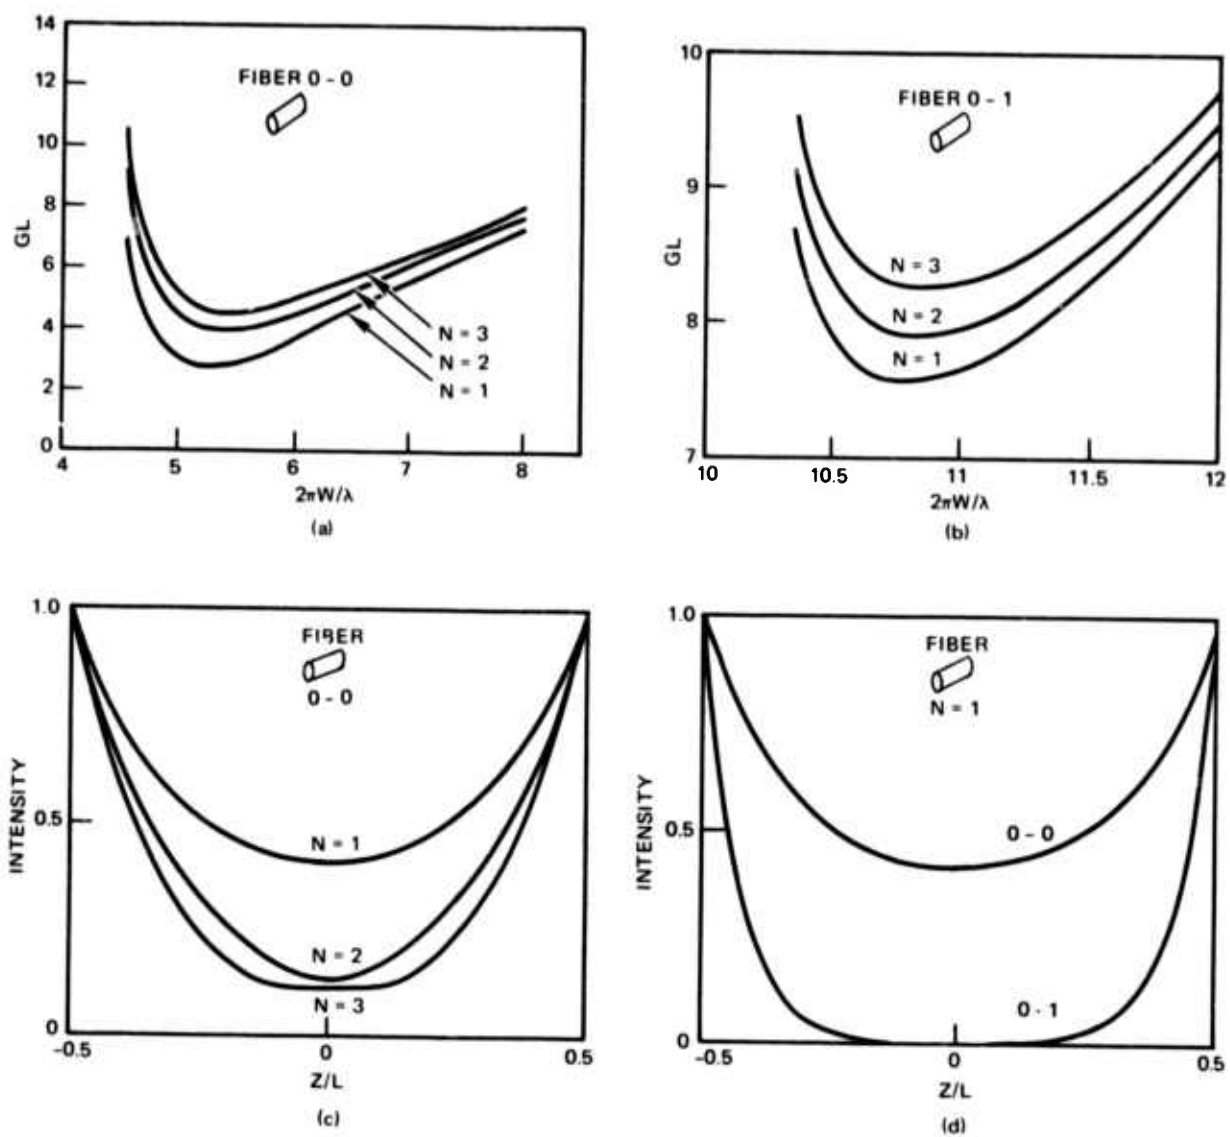 14
12
10
8
6
4
2
0
GL
FIBER 0 - 0
N = 3
N = 2
N = 1
4 5 6 7 8
2πW/λ
(a)
10
9
8
7
GL
FIBER 0 - 1
N = 3
N = 2
N = 1
10 10.5 11 11.5 12
2πW/λ
(b)
1.0
0.5
0
INTENSITY
FIBER
0 - 0
N = 1
N = 2
N = 3
-0.5 0 0.5
Z/L
(c)
1.0
0.5
0
INTENSITY
FIBER
N = 1
0 - 0
0 - 1
-0.5 0 0.5
Z/L
(d)